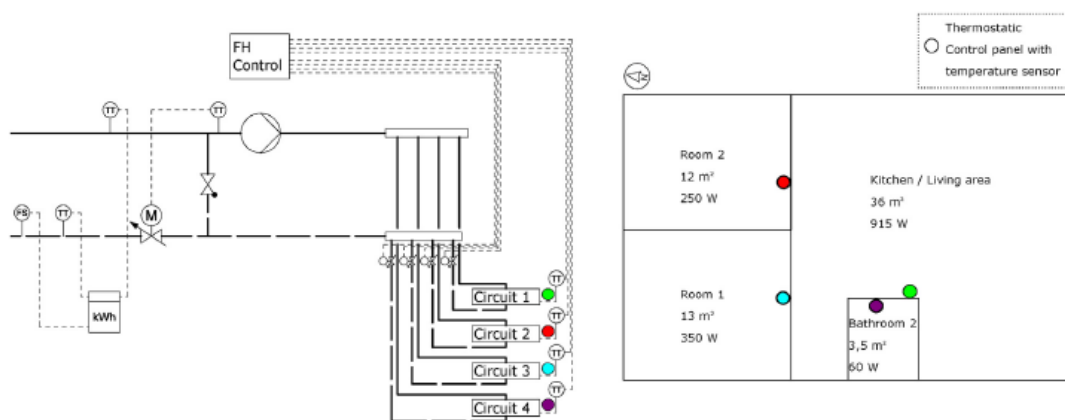 FH
Control
TT
TT
M
FS
TT
kWh
TT
Circuit 1
TT
Circuit 2
TT
Circuit 3
TT
Circuit 4
Thermostatic
Control panel with
temperature sensor
N
Room 2
12 m²
250 W
Kitchen / Living area
36 m²
915 W
Room 1
13 m²
350 W
Bathroom 2
3,5 m²
60 W